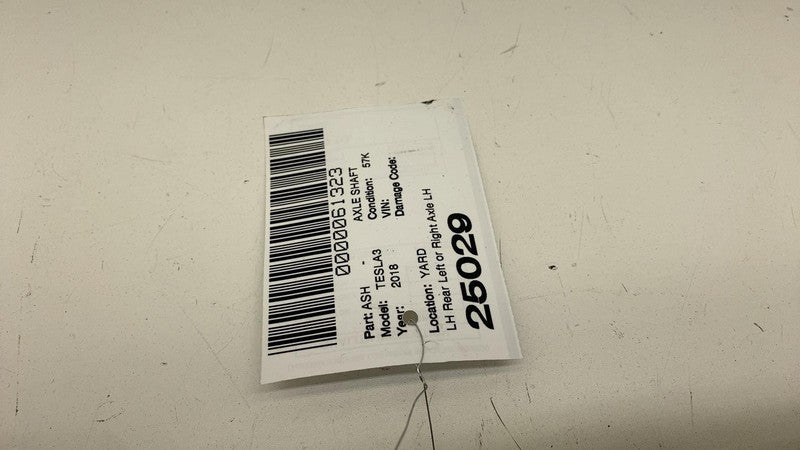 0000061323
Part: ASH - AXLE SHAFT
Model: TESLA3 Condition: 57K
Year: 2018 VIN:
Damage Code:
Location: YARD
LH Rear Left or Right Axle LH
25029